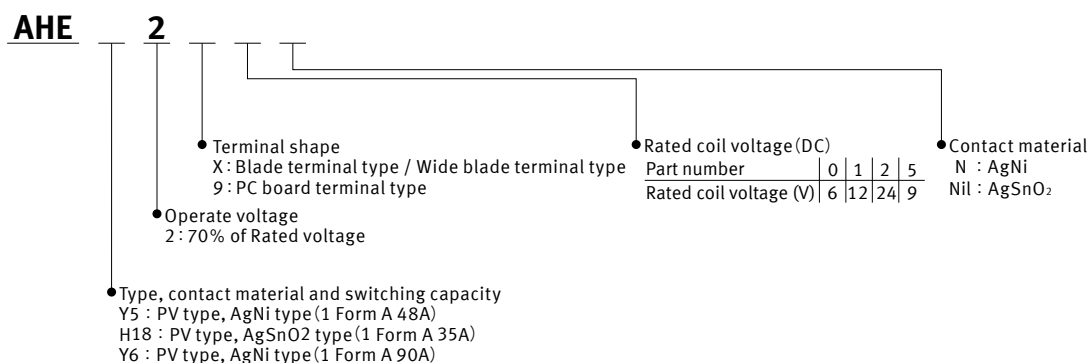 AHE 2
Terminal shape
X：Blade terminal type / Wide blade terminal type
9：PC board terminal type
Rated coil voltage(DC)
Part number 0 1 2 5
Rated coil voltage (V) 6 12 24 9
Contact material
N ：AgNi
Nil：AgSnO₂
Operate voltage
2：70% of Rated voltage
Type, contact material and switching capacity
Y5：PV type, AgNi type(1 Form A 48A)
H18：PV type, AgSnO2 type(1 Form A 35A)
Y6：PV type, AgNi type(1 Form A 90A)